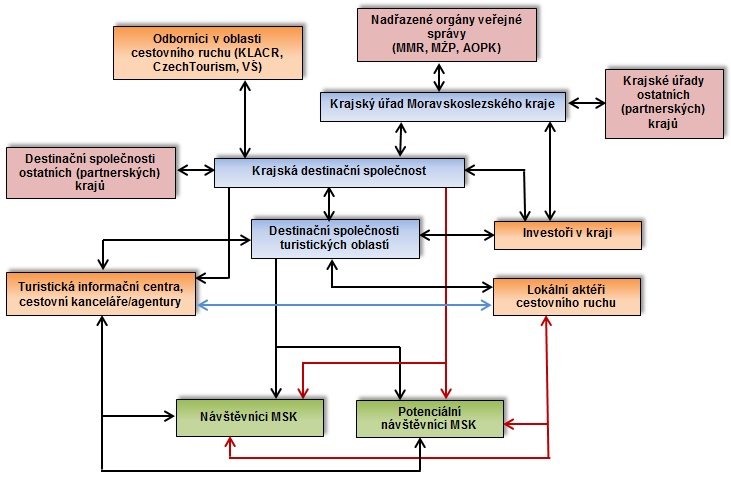 Odborníci v oblasti
cestovního ruchu (KLACR,
CzechTourism, VŠ)
Nadřazené orgány veřejné
správy
(MMR, MŽP, AOPK)
Krajský úřad Moravskoslezského kraje
Krajské úřady
ostatních
(partnerských)
krajů
Destinační společnosti
ostatních (partnerských)
krajů
Krajská destinační společnost
Destinační společnosti
turistických oblastí
Investoři v kraji
Turistická informační centra,
cestovní kanceláře/agentury
Lokální aktéři
cestovního ruchu
Návštěvníci MSK
Potenciální
návštěvníci MSK